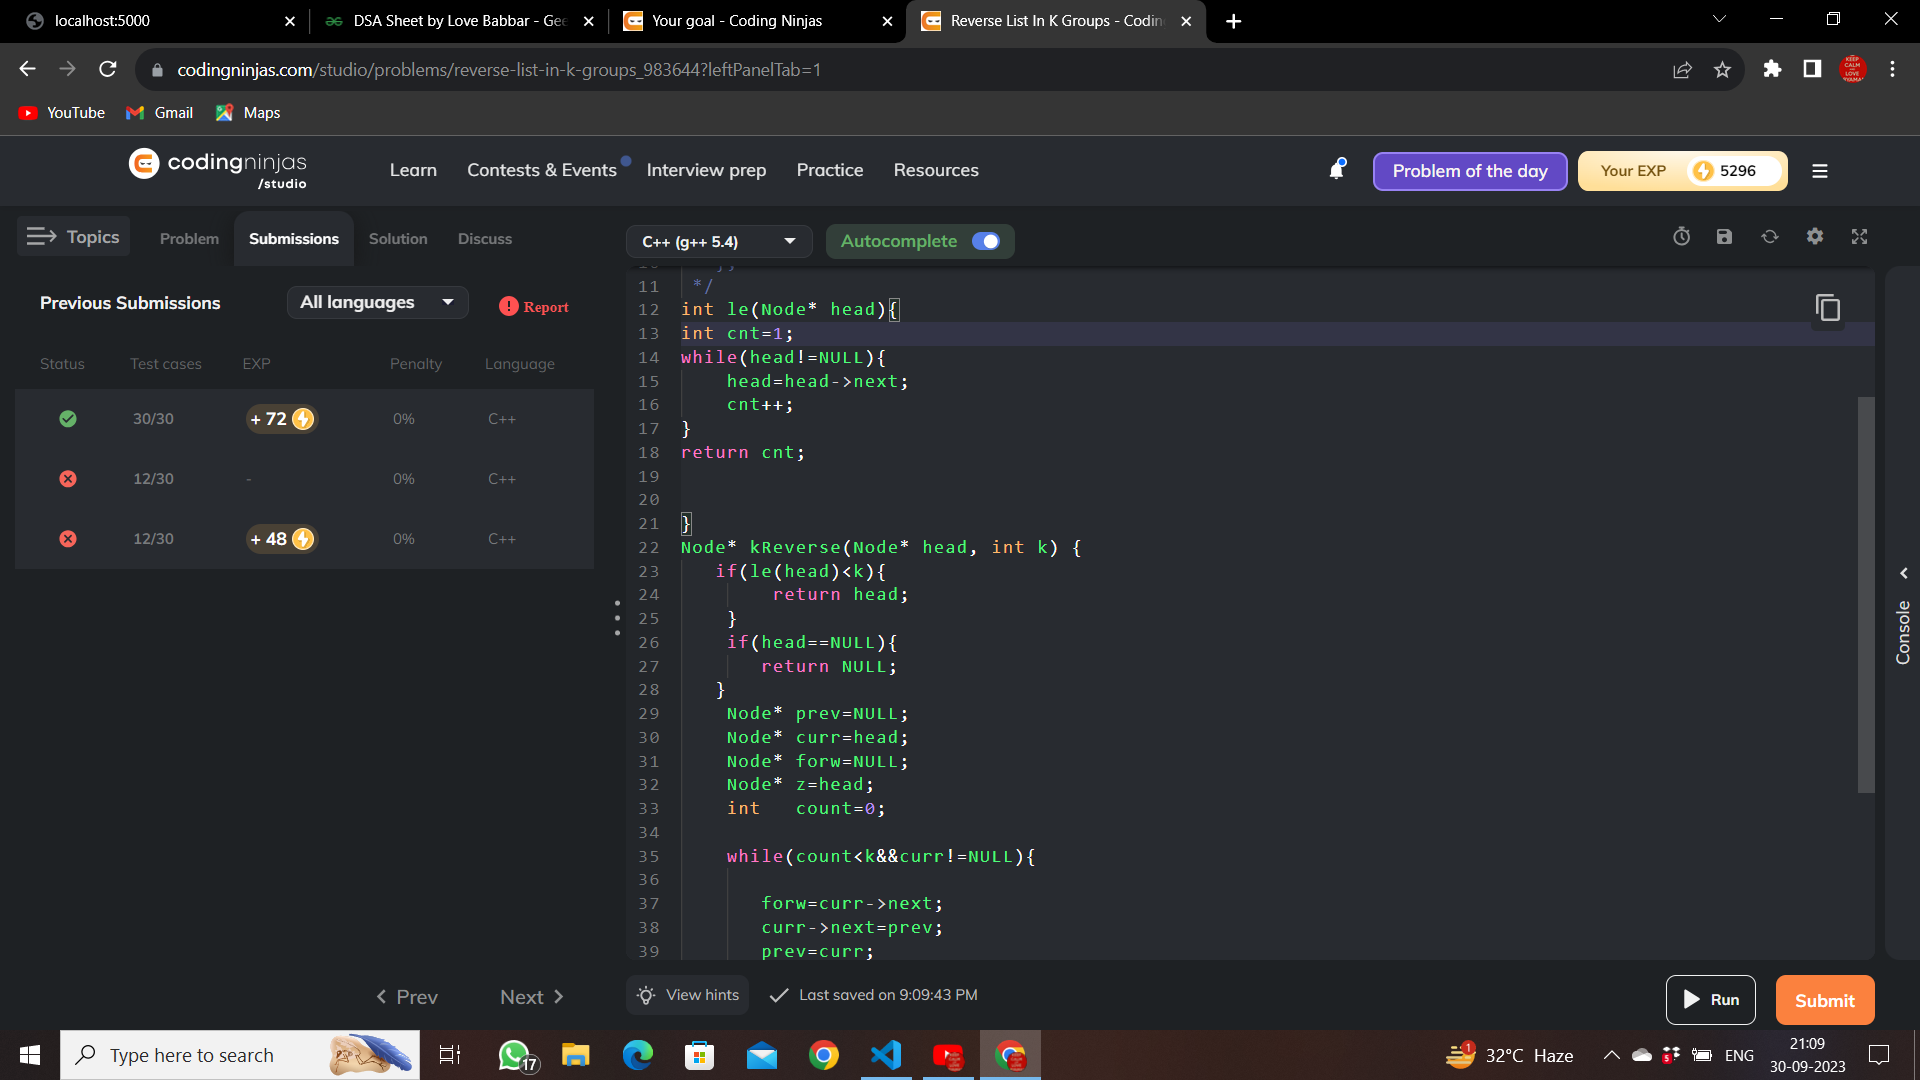 localhost:5000
DSA Sheet by Love Babbar - Gee
Your goal - Coding Ninjas
Reverse List In K Groups - Coding
codingninjas.com/studio/problems/reverse-list-in-k-groups_983644?leftPanelTab=1
YouTube
Gmail
Maps
codingninjas
/studio
Learn
Contests & Events
Interview prep
Practice
Resources
Problem of the day
Your EXP
5296
Topics
Problem
Submissions
Solution
Discuss
C++ (g++ 5.4)
Autocomplete
Previous Submissions
All languages
Report
Status Test cases EXP Penalty Language
30/30 + 72 0% C++
12/30 - 0% C++
12/30 + 48 0% C++
11 */
12 int le(Node* head){
13 int cnt=1;
14 while(head!=NULL){
15 head=head->next;
16 cnt++;
17 }
18 return cnt;
19
20
21 }
22 Node* kReverse(Node* head, int k) {
23 if(le(head)<k){
24 return head;
25 }
26 if(head==NULL){
27 return NULL;
28 }
29 Node* prev=NULL;
30 Node* curr=head;
31 Node* forw=NULL;
32 Node* z=head;
33 int count=0;
34
35 while(count<k&&curr!=NULL){
36
37 forw=curr->next;
38 curr->next=prev;
39 prev=curr;
Console
Prev
Next
View hints
Last saved on 9:09:43 PM
Run
Submit
Type here to search
17
1
32°C Haze
5
ENG
21:09
30-09-2023